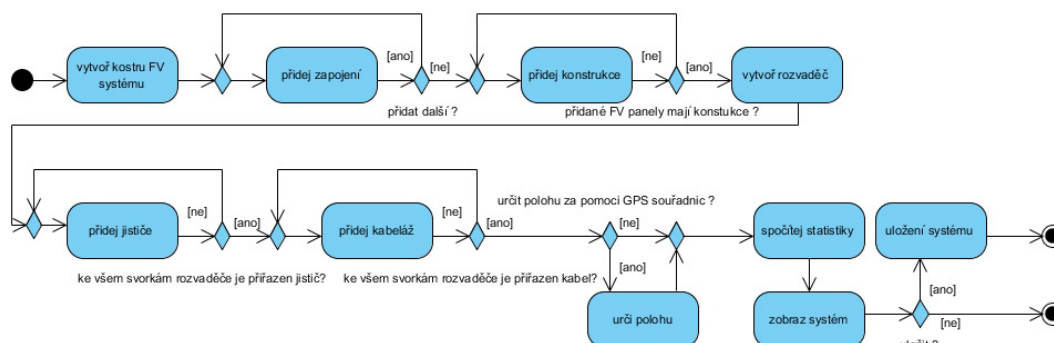 vytvoř kostru FV
systému
přidej zapojení
[ano]
[ne]
přidat další ?
přidej konstrukce
[ne]
[ano]
přidané FV panely mají konstukce ?
vytvoř rozvaděč
přidej jističe
[ne]
[ano]
ke všem svorkam rozvaděče je přiřazen jistič?
přidej kabeláž
[ne]
[ano]
ke všem svorkám rozvaděče je přiřazen kabel?
určit polohu za pomoci GPS souřadnic ?
[ne]
[ano]
urči polohu
spočítej statistiky
zobraz systém
uložení systému
[ano]
[ne]
uložit ?